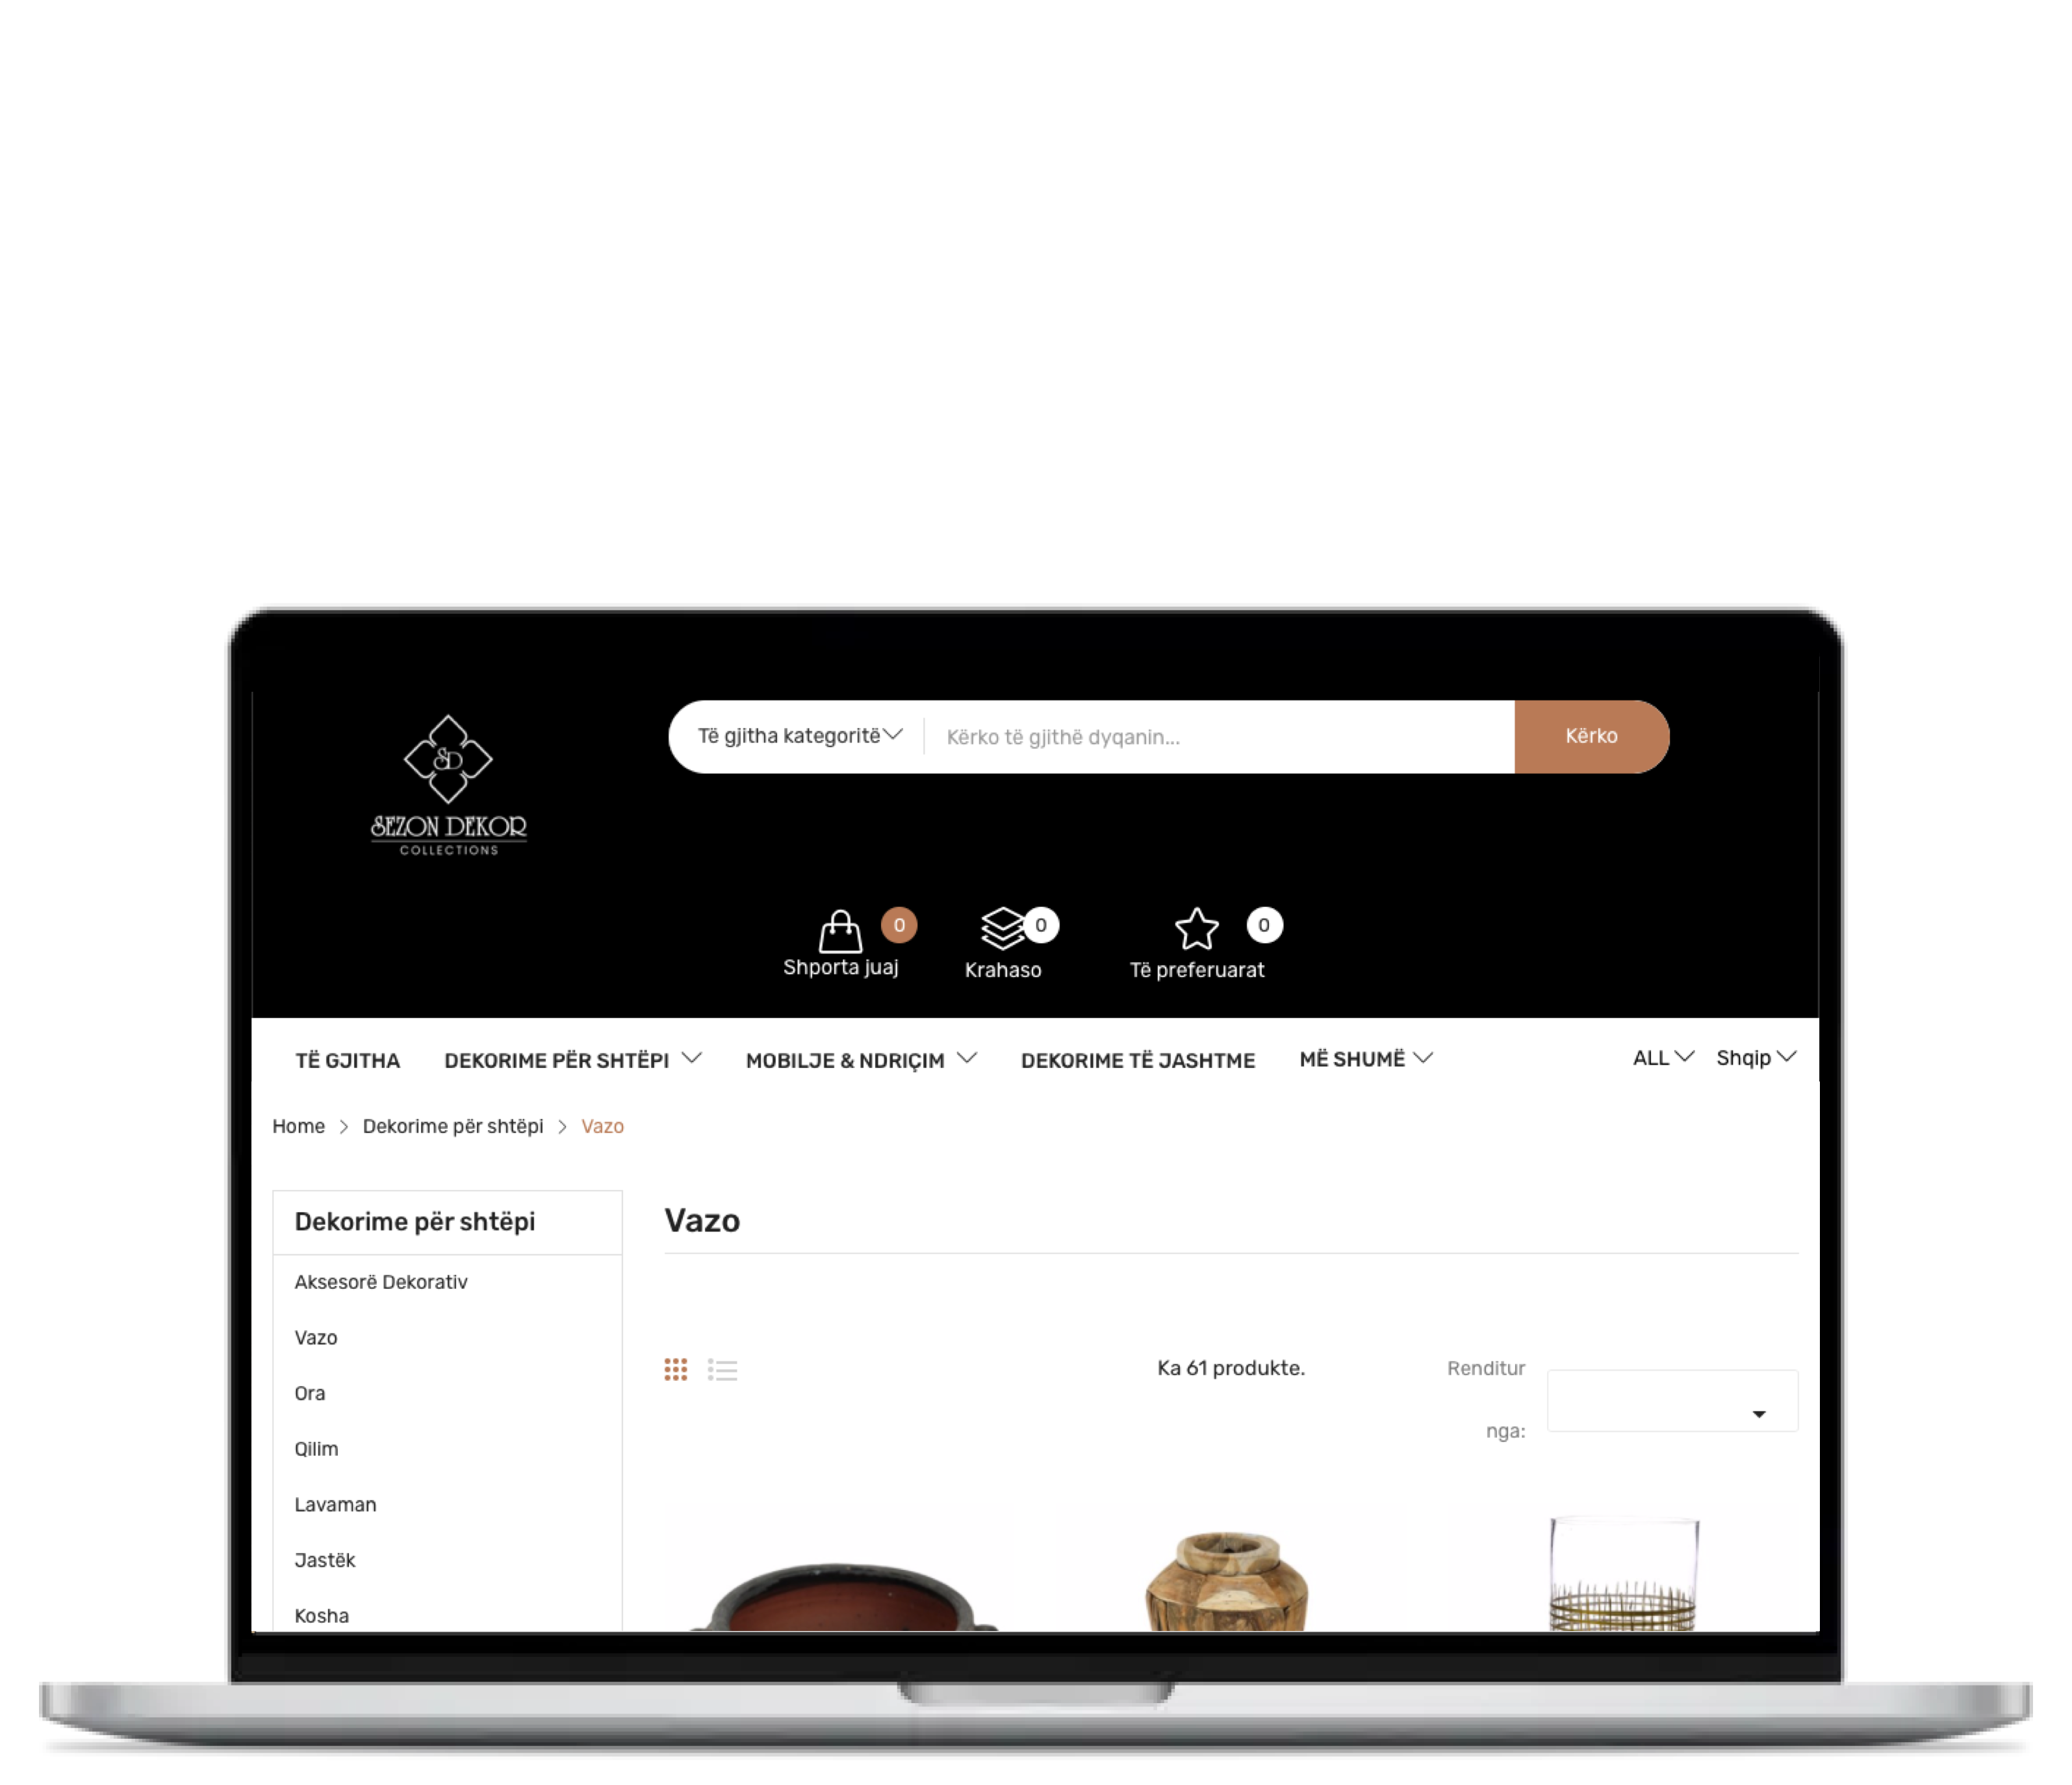 SD
SEZON DEKOR
COLLECTIONS
Të gjitha kategoritë
Kërko të gjithë dyqanin...
Kërko
0
0
0
Shporta juaj
Krahaso
Të preferuarat
TË GJITHA DEKORIME PËR SHTËPI MOBILJE & NDRIÇIM DEKORIME TË JASHTME MË SHUMË ALL Shqip
Home > Dekorime për shtëpi > Vazo
Dekorime për shtëpi
Aksesorë Dekorativ
Vazo
Ora
Qilim
Lavaman
Jastëk
Kosha
Vazo
Ka 61 produkte.
Renditur
nga: